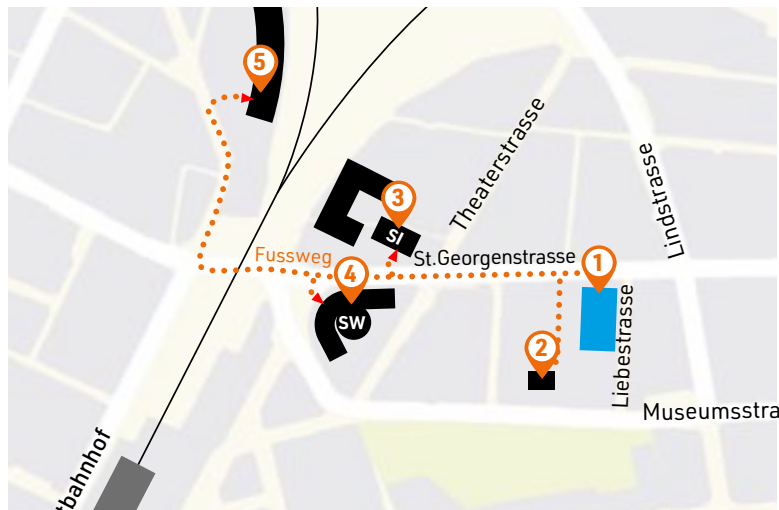 5
Theaterstrasse
Lindstrasse
3
SI
St.Georgenstrasse
Fussweg
4
1
SW
2
Liebestrasse
Museumsstra
tbahnhof